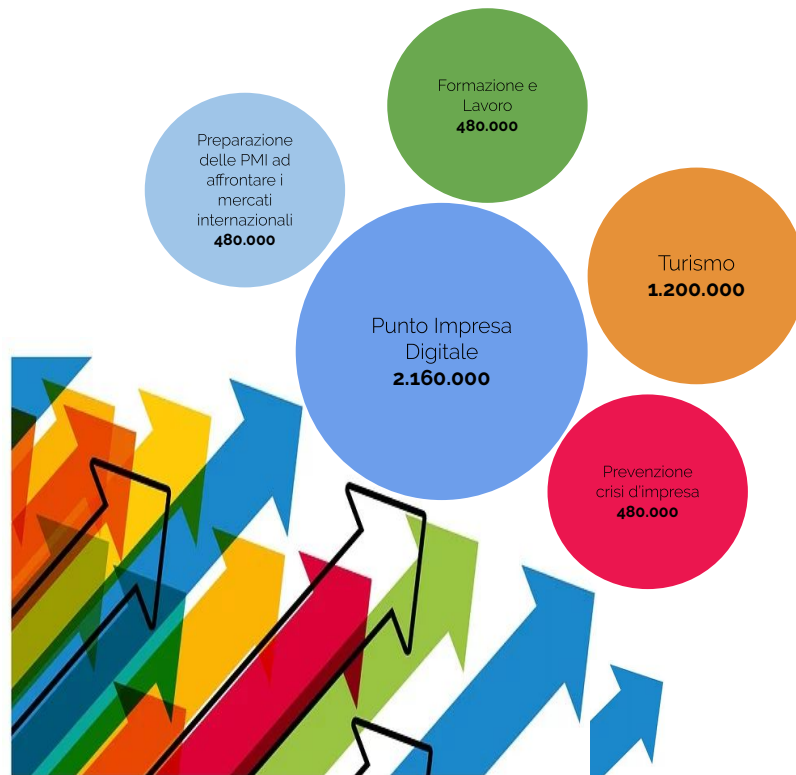 Formazione e
Lavoro
480.000
Preparazione
delle PMI ad
affrontare i
mercati
internazionali
480.000
Turismo
1.200.000
Punto Impresa
Digitale
2.160.000
Prevenzione
crisi d'impresa
480.000